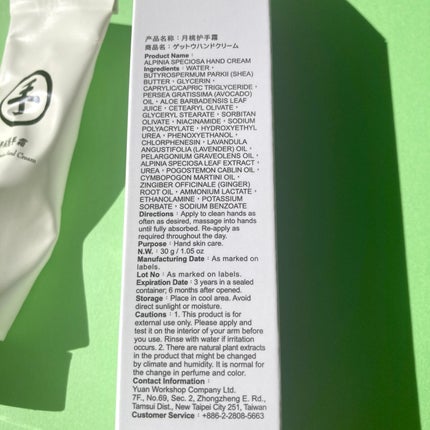 产品名称：月桃护手霜
商品名：ゲットウハンドクリーム
Product Name：
ALPINIA SPECIOSA HAND CREAM
Ingredients：WATER・
BUTYROSPERMUM PARKII (SHEA)
BUTTER・GLYCERIN・
CAPRYLIC/CAPRIC TRIGLYCERIDE・
PERSEA GRATISSIMA (AVOCADO)
OIL・ALOE BARBADENSIS LEAF
JUICE・CETEARYL OLIVATE・
GLYCERYL STEARATE・SORBITAN
OLIVATE・NIACINAMIDE・SODIUM
POLYACRYLATE・HYDROXYETHYL
UREA・PHENOXYETHANOL・
CHLORPHENESIN・LAVANDULA
ANGUSTIFOLIA (LAVENDER) OIL・
PELARGONIUM GRAVEOLENS OIL・
ALPINIA SPECIOSA LEAF EXTRACT・
UREA・POGOSTEMON CABLIN OIL・
CYMBOPOGON MARTINI OIL・
ZINGIBER OFFICINALE (GINGER)
ROOT OIL・AMMONIUM LACTATE・
ETHANOLAMINE・POTASSIUM
SORBATE・SODIUM BENZOATE
Directions：Apply to clean hands as
often as desired, massage into hands
until fully absorbed. Re-apply as
required throughout the day.
Purpose：Hand skin care.
N.W.：30 g / 1.05 oz
Manufacturing Date：As marked on
labels.
Lot No：As marked on labels.
Expiration Date：3 years in a sealed
container; 6 months after opened.
Storage：Place in cool area. Avoid
direct sunlight or moisture.
Cautions：1. This product is for
external use only. Please apply and
test it on the interior of your arm before
you use. Rinse with water if irritation
occurs. 2. There are natural plant extracts
in the product that might be changed
by climate and humidity. It is normal for
the change in perfume and color.
Contact Information：
Yuan Workshop Company Ltd.
7F., No.69, Sec. 2, Zhongzheng E. Rd.,
Tamsui Dist., New Taipei City 251, Taiwan
Customer Service：+886-2-2808-5663
手
护手霜
Hand Cream